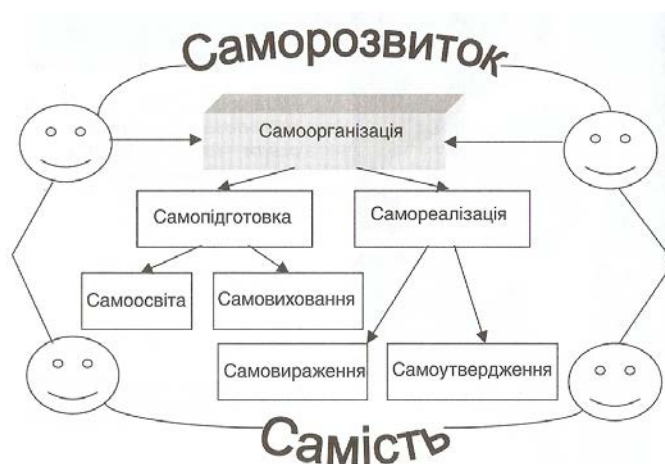 Саморозвиток
Самоорганізація
Самопідготовка
Самореалізація
Самоосвіта
Самовиховання
Самовираження
Самоутвердження
Самість